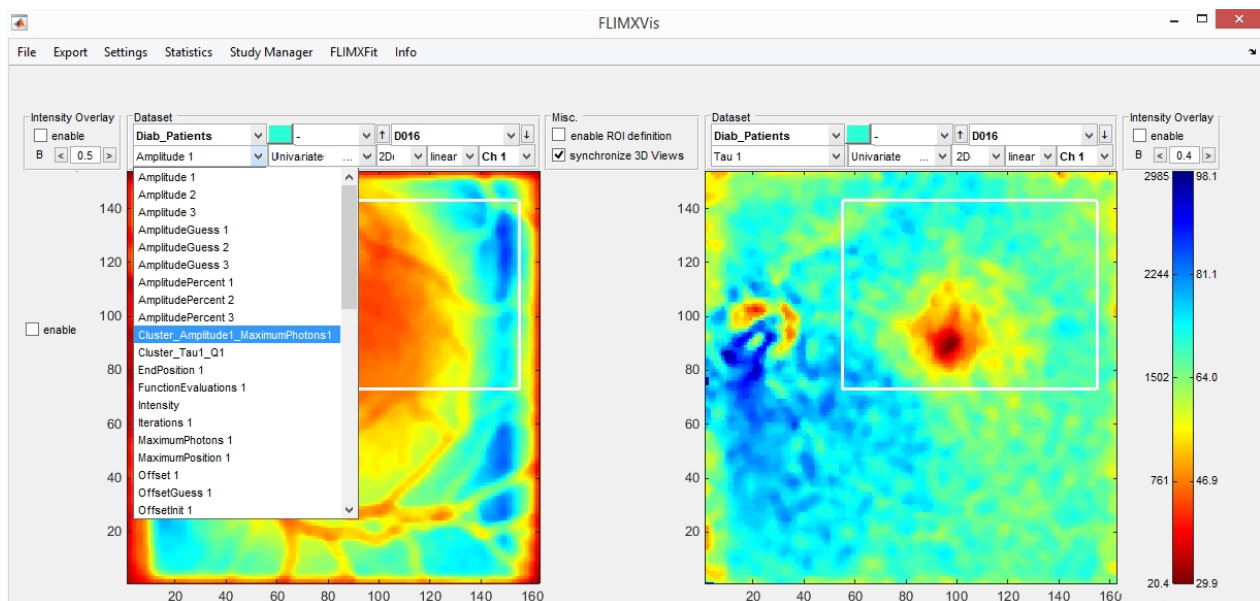 FLIMXVis
File Export Settings Statistics Study Manager FLIMXFit Info
Intensity Overlay
enable
B < 0.5 >
Dataset
Diab_Patients - ↑ D016 ↓
Amplitude 1 Univariate ... 2D linear Ch 1
Amplitude 1
Amplitude 2
Amplitude 3
AmplitudeGuess 1
AmplitudeGuess 2
AmplitudeGuess 3
AmplitudePercent 1
AmplitudePercent 2
AmplitudePercent 3
Cluster_Amplitude1_MaximumPhotons1
Cluster_Tau1_Q1
EndPosition 1
FunctionEvaluations 1
Intensity
Iterations 1
MaximumPhotons 1
MaximumPosition 1
Offset 1
OffsetGuess 1
OffsetInit 1
enable
140
120
100
80
60
40
20
20 40 60 80 100 120 140 160
Misc.
enable ROI definition
synchronize 3D Views
Dataset
Diab_Patients - ↑ D016 ↓
Tau 1 Univariate ... 2D linear Ch 1
140
120
100
80
60
40
20
20 40 60 80 100 120 140 160
Intensity Overlay
enable
B < 0.4 >
2985 98.1
2244 81.1
1502 64.0
761 46.9
20.4 29.9